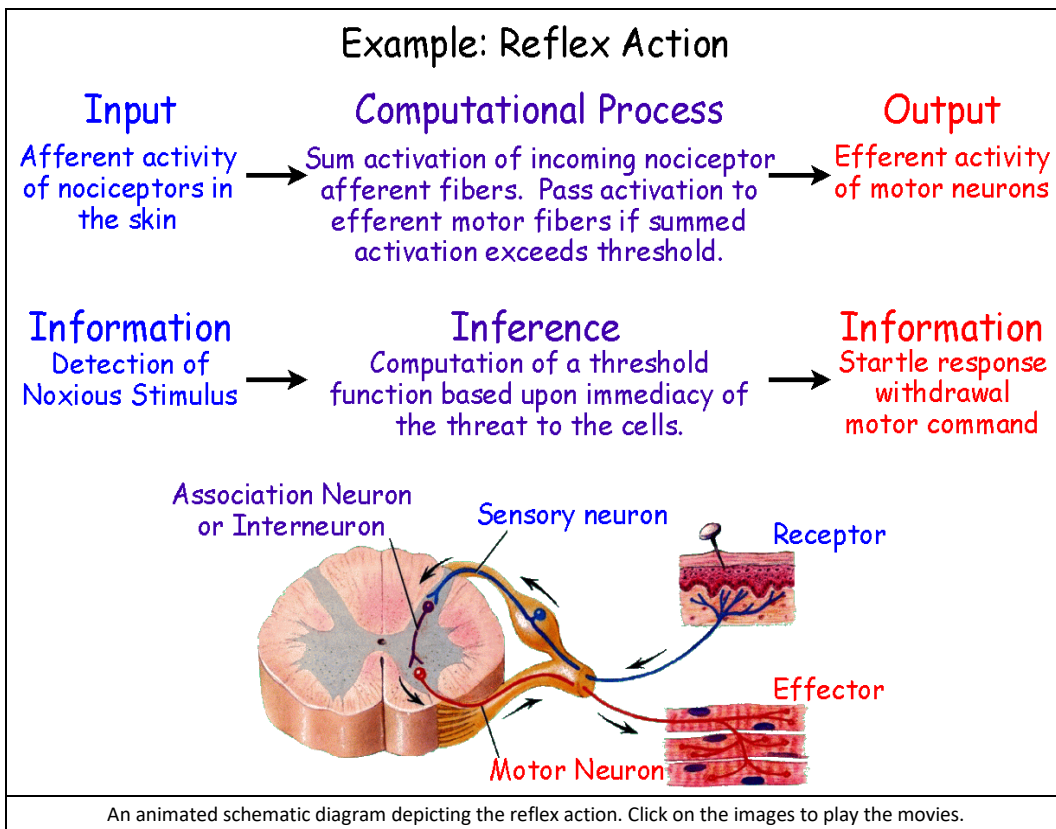 Example: Reflex Action
Input
Afferent activity
of nociceptors in
the skin
Computational Process
Sum activation of incoming nociceptor
afferent fibers. Pass activation to
efferent motor fibers if summed
activation exceeds threshold.
Output
Efferent activity
of motor neurons
Information
Detection of
Noxious Stimulus
Inference
Computation of a threshold
function based upon immediacy of
the threat to the cells.
Information
Startle response
withdrawal
motor command
Association Neuron
or Interneuron
Sensory neuron
Receptor
Effector
Motor Neuron
An animated schematic diagram depicting the reflex action. Click on the images to play the movies.